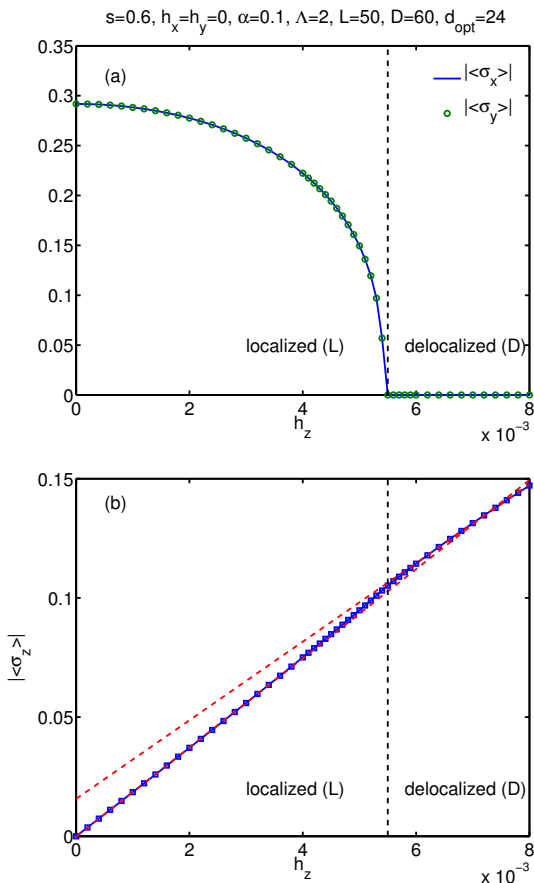 s=0.6, h_x=h_y=0, α=0.1, Λ=2, L=50, D=60, d_opt=24
0.35
(a)
|<σ_x>|
0.3
|<σ_y>|
0.25
0.2
0.15
0.1
0.05
localized (L)
delocalized (D)
0
0
2
4
6
8
h_z
x 10^−3
0.15
(b)
0.1
|<σ_z>|
0.05
localized (L)
delocalized (D)
0
0
2
4
6
8
h_z
x 10^−3